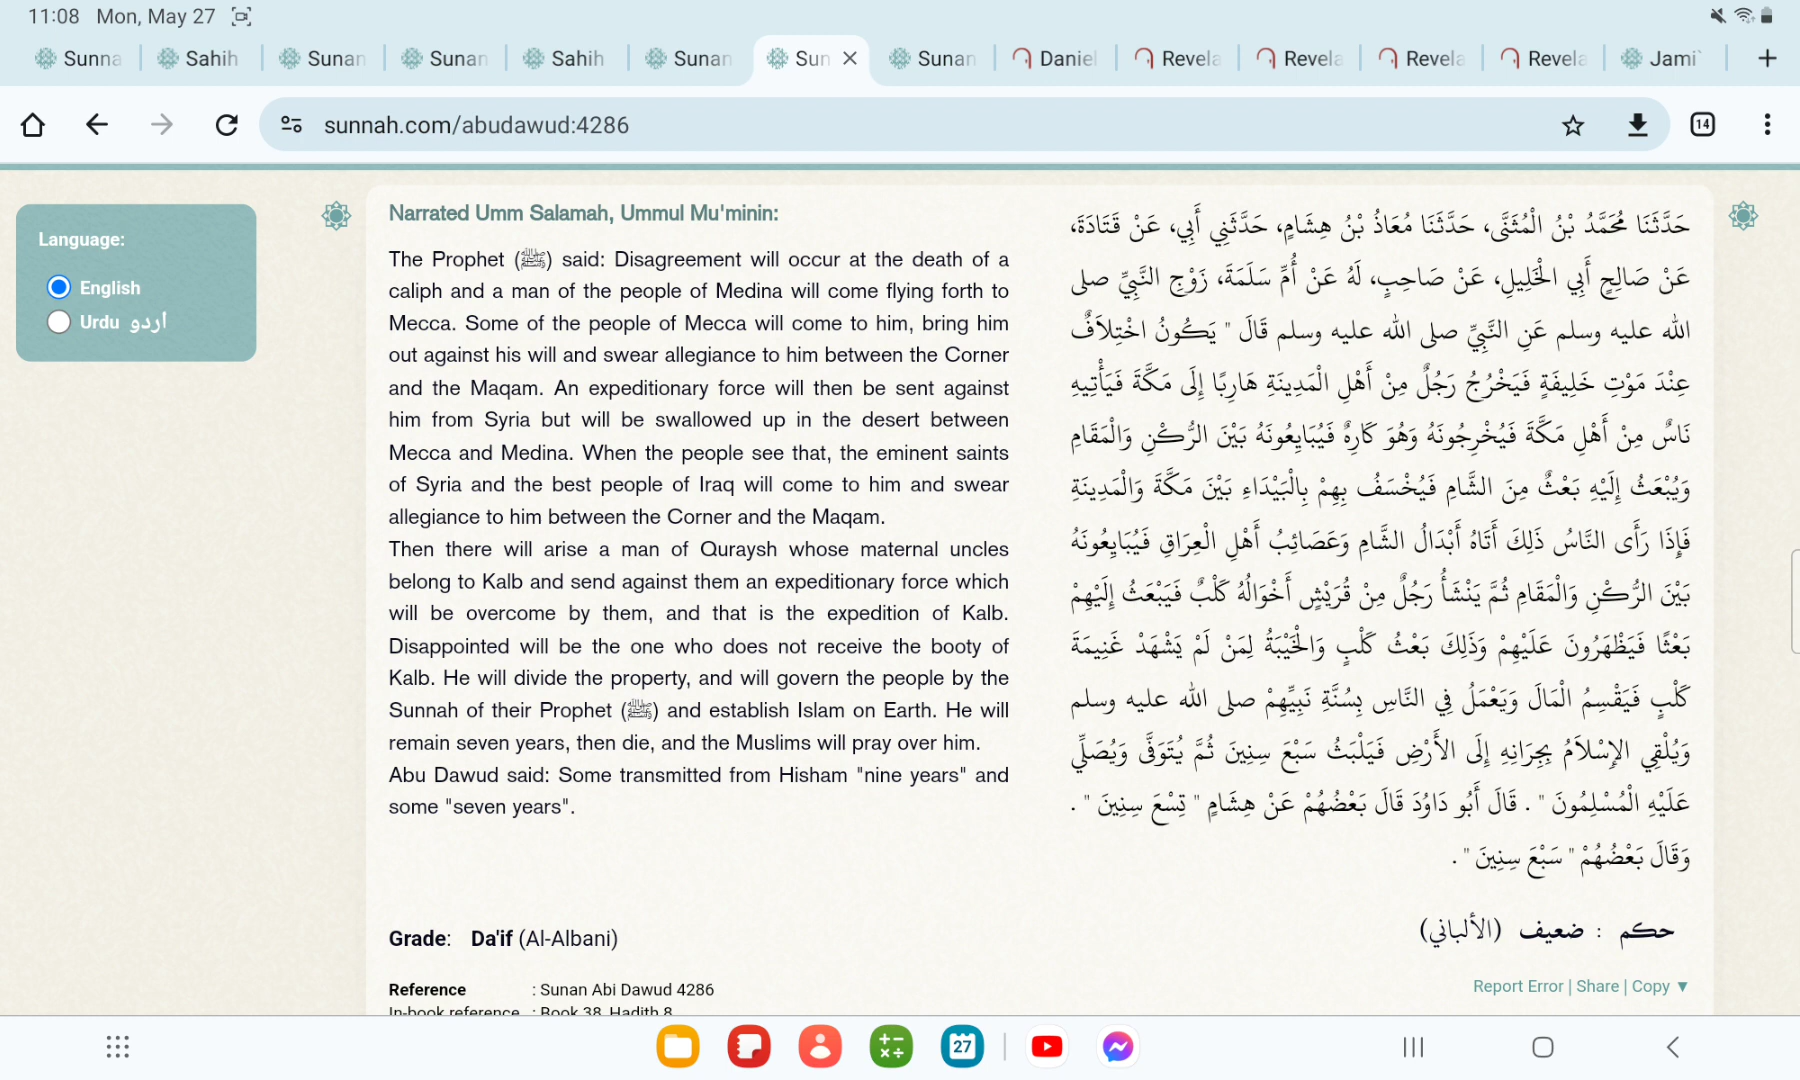 11:08 Mon, May 27
Sunna
Sahih
Sunan
Sunan
Sahih
Sunan
Sun
Sunan
Daniel
Revela
Revela
Revela
Revela
Jami`
sunnah.com/abudawud:4286
14
Language:
English
Urdu اردو
Narrated Umm Salamah, Ummul Mu'minin:
The Prophet (ﷺ) said: Disagreement will occur at the death of a
caliph and a man of the people of Medina will come flying forth to
Mecca. Some of the people of Mecca will come to him, bring him
out against his will and swear allegiance to him between the Corner
and the Maqam. An expeditionary force will then be sent against
him from Syria but will be swallowed up in the desert between
Mecca and Medina. When the people see that, the eminent saints
of Syria and the best people of Iraq will come to him and swear
allegiance to him between the Corner and the Maqam.
Then there will arise a man of Quraysh whose maternal uncles
belong to Kalb and send against them an expeditionary force which
will be overcome by them, and that is the expedition of Kalb.
Disappointed will be the one who does not receive the booty of
Kalb. He will divide the property, and will govern the people by the
Sunnah of their Prophet (ﷺ) and establish Islam on Earth. He will
remain seven years, then die, and the Muslims will pray over him.
Abu Dawud said: Some transmitted from Hisham "nine years" and
some "seven years".
حَدَّثَنَا مُحَمَّدُ بْنُ الْمُثَنَّى، حَدَّثَنَا مُعَاذُ بْنُ هِشَامٍ، حَدَّثَنِي أَبِي، عَنْ قَتَادَةَ،
عَنْ صَالِحٍ أَبِي الْخَلِيلِ، عَنْ صَاحِبٍ، لَهُ عَنْ أُمِّ سَلَمَةَ، زَوْجِ النَّبِيِّ صلى
الله عليه وسلم عَنِ النَّبِيِّ صلى الله عليه وسلم قَالَ " يَكُونُ اخْتِلاَفٌ
عِنْدَ مَوْتِ خَلِيفَةٍ فَيَخْرُجُ رَجُلٌ مِنْ أَهْلِ الْمَدِينَةِ هَارِبًا إِلَى مَكَّةَ فَيَأْتِيهِ
نَاسٌ مِنْ أَهْلِ مَكَّةَ فَيُخْرِجُونَهُ وَهُوَ كَارِهٌ فَيُبَايِعُونَهُ بَيْنَ الرُّكْنِ وَالْمَقَامِ
وَيُبْعَثُ إِلَيْهِ بَعْثٌ مِنَ الشَّامِ فَيُخْسَفُ بِهِمْ بِالْبَيْدَاءِ بَيْنَ مَكَّةَ وَالْمَدِينَةِ
فَإِذَا رَأَى النَّاسُ ذَلِكَ أَتَاهُ أَبْدَالُ الشَّامِ وَعَصَائِبُ أَهْلِ الْعِرَاقِ فَيُبَايِعُونَهُ
بَيْنَ الرُّكْنِ وَالْمَقَامِ ثُمَّ يَنْشَأُ رَجُلٌ مِنْ قُرَيْشٍ أَخْوَالُهُ كَلْبٌ فَيَبْعَثُ إِلَيْهِمْ
بَعْثًا فَيَظْهَرُونَ عَلَيْهِمْ وَذَلِكَ بَعْثُ كَلْبٍ وَالْخَيْبَةُ لِمَنْ لَمْ يَشْهَدْ غَنِيمَةَ
كَلْبٍ فَيَقْسِمُ الْمَالَ وَيَعْمَلُ فِي النَّاسِ بِسُنَّةِ نَبِيِّهِمْ صلى الله عليه وسلم
وَيُلْقِي الإِسْلاَمُ بِجِرَانِهِ إِلَى الأَرْضِ فَيَلْبَثُ سَبْعَ سِنِينَ ثُمَّ يُتَوَفَّى وَيُصَلِّي
عَلَيْهِ الْمُسْلِمُونَ " . قَالَ أَبُو دَاوُدَ قَالَ بَعْضُهُمْ عَنْ هِشَامٍ " تِسْعَ سِنِينَ " .
وَقَالَ بَعْضُهُمْ " سَبْعَ سِنِينَ " .
Grade: Da'if (Al-Albani)
حكم : ضعيف (الألباني)
Reference : Sunan Abi Dawud 4286
In-book reference : Book 38, Hadith 8
Report Error | Share | Copy ▼
27